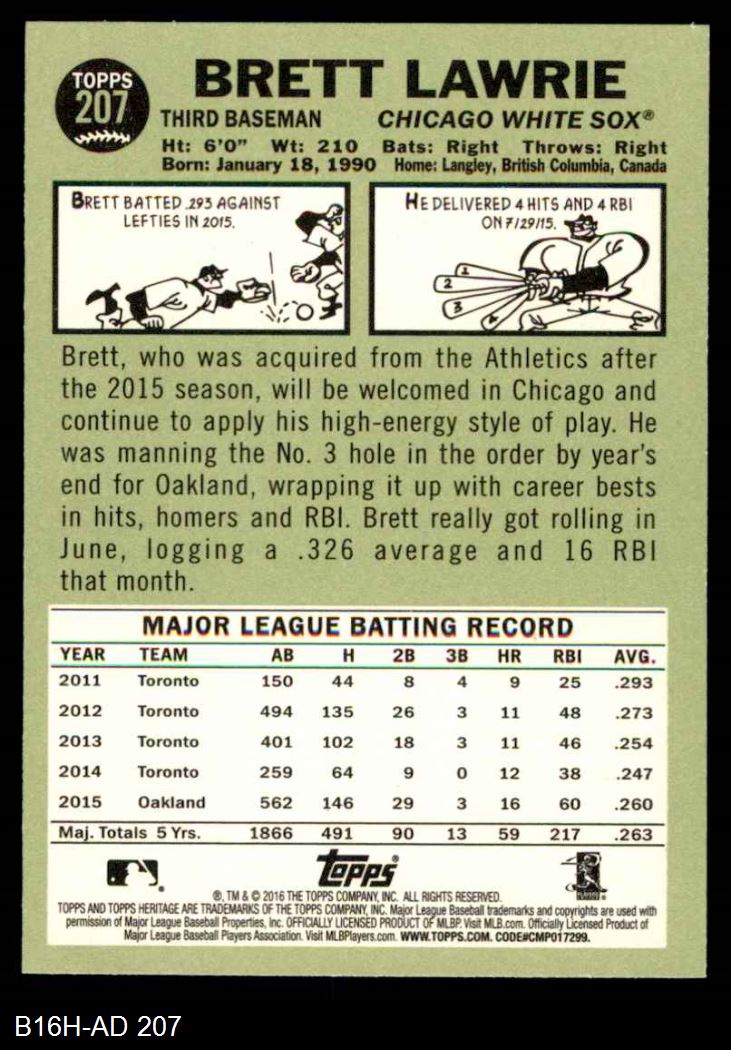 TOPPS
207
BRETT LAWRIE
THIRD BASEMAN CHICAGO WHITE SOX®
Ht: 6'0" Wt: 210 Bats: Right Throws: Right
Born: January 18, 1990 Home: Langley, British Columbia, Canada
BRETT BATTED .293 AGAINST
LEFTIES IN 2015.
HE DELIVERED 4 HITS AND 4 RBI
ON 7/29/15.
1
2
3
4
Brett, who was acquired from the Athletics after
the 2015 season, will be welcomed in Chicago and
continue to apply his high-energy style of play. He
was manning the No. 3 hole in the order by year's
end for Oakland, wrapping it up with career bests
in hits, homers and RBI. Brett really got rolling in
June, logging a .326 average and 16 RBI
that month.
MAJOR LEAGUE BATTING RECORD
YEAR TEAM AB H 2B 3B HR RBI AVG.
2011 Toronto 150 44 8 4 9 25 .293
2012 Toronto 494 135 26 3 11 48 .273
2013 Toronto 401 102 18 3 11 46 .254
2014 Toronto 259 64 9 0 12 38 .247
2015 Oakland 562 146 29 3 16 60 .260
Maj. Totals 5 Yrs. 1866 491 90 13 59 217 .263
Topps®
®, TM & © 2016 THE TOPPS COMPANY, INC. ALL RIGHTS RESERVED.
TOPPS AND TOPPS HERITAGE ARE TRADEMARKS OF THE TOPPS COMPANY, INC. Major League Baseball trademarks and copyrights are used with
permission of Major League Baseball Properties, Inc. OFFICIALLY LICENSED PRODUCT OF MLBP. Visit MLB.com. Officially Licensed Product of
Major League Baseball Players Association. Visit MLBPlayers.com. WWW.TOPPS.COM. CODE#CMP017299.
B16H-AD 207